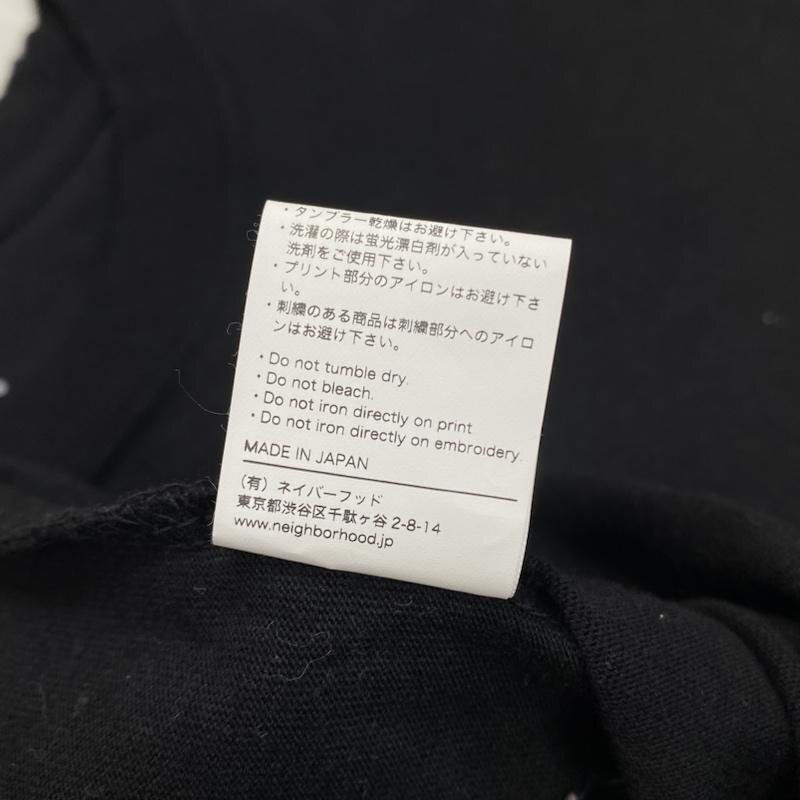 ・タンブラー乾燥はお避け下さい。
・洗濯の際は蛍光漂白剤が入っていない
洗剤をご使用下さい。
・プリント部分のアイロンはお避け下さ
い。
・刺繍のある商品は刺繍部分へのアイロ
ンはお避け下さい。
・Do not tumble dry.
・Do not bleach.
・Do not iron directly on print
・Do not iron directly on embroidery.
MADE IN JAPAN
（有）ネイバーフッド
東京都渋谷区千駄ヶ谷2-8-14
www.neighborhood.jp